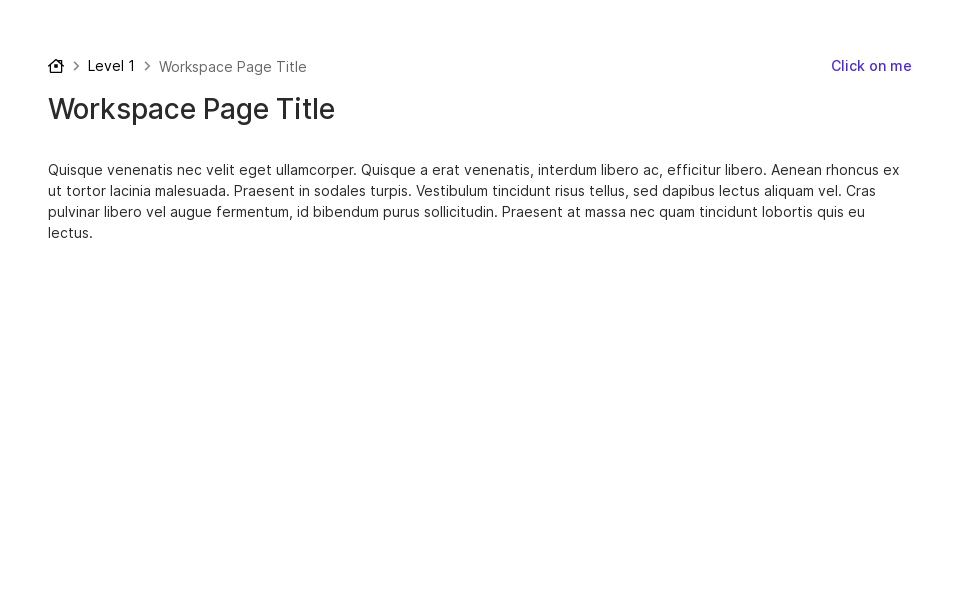 Level 1 Workspace Page Title Click on me
Workspace Page Title
Quisque venenatis nec velit eget ullamcorper. Quisque a erat venenatis, interdum libero ac, efficitur libero. Aenean rhoncus ex
ut tortor lacinia malesuada. Praesent in sodales turpis. Vestibulum tincidunt risus tellus, sed dapibus lectus aliquam vel. Cras
pulvinar libero vel augue fermentum, id bibendum purus sollicitudin. Praesent at massa nec quam tincidunt lobortis quis eu
lectus.